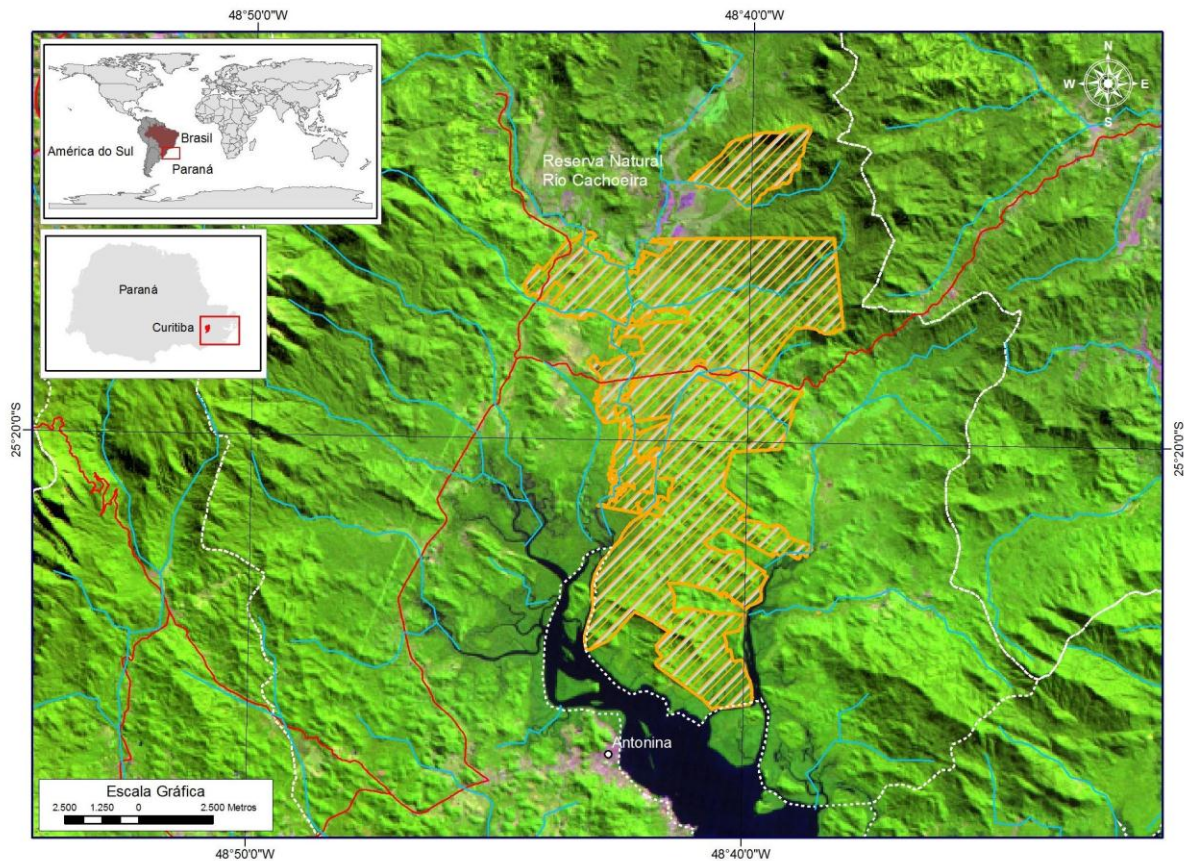 48°50'0"W
48°40'0"W
N
W
E
S
América do Sul
Brasil
Paraná
Reserva Natural
Rio Cachoeira
Paraná
Curitiba
25°20'0"S
25°20'0"S
Antonina
Escala Gráfica
2.500 1.250 0 2.500 Metros
48°50'0"W
48°40'0"W